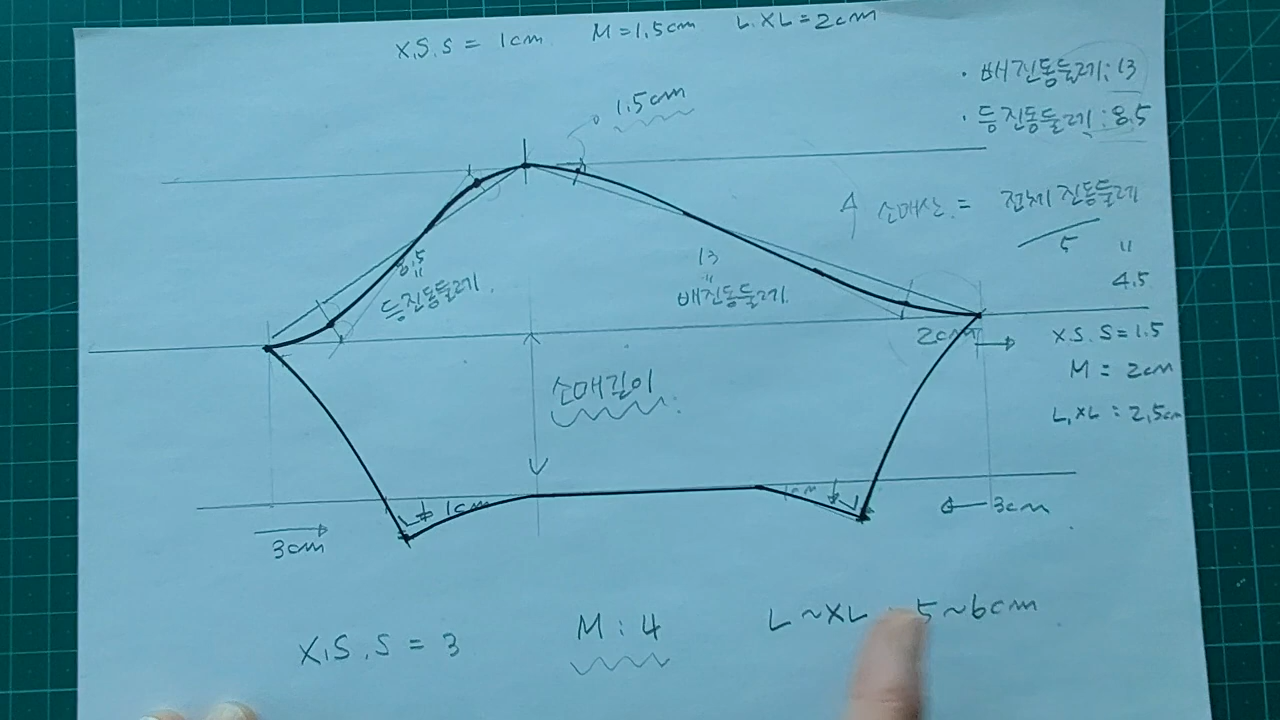 X.S.S = 1cm   M=1.5cm   L.XL=2cm
· 배진동둘레: 13
· 등진동둘레: 8.5
1.5cm
소매산 = 전체 진동둘레
5
"
4.5
8.5
"
등진동둘레.
13
"
배진동둘레.
2cm
X.S.S=1.5
M = 2cm
L,XL : 2.5cm
소매길이
1cm
1cm
3cm
3cm
X.S.S = 3   M : 4   L~XL : 5~6cm